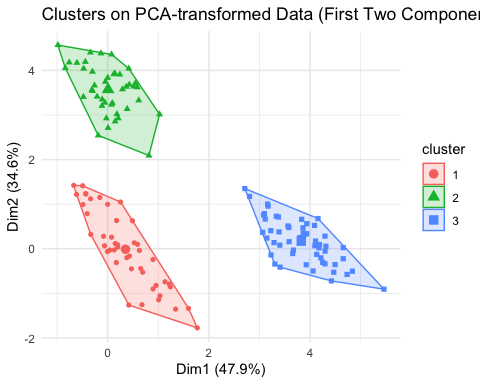 Clusters on PCA-transformed Data (First Two Componen
4
2
0
-2
Dim2 (34.6%)
0
2
4
Dim1 (47.9%)
cluster
1
2
3